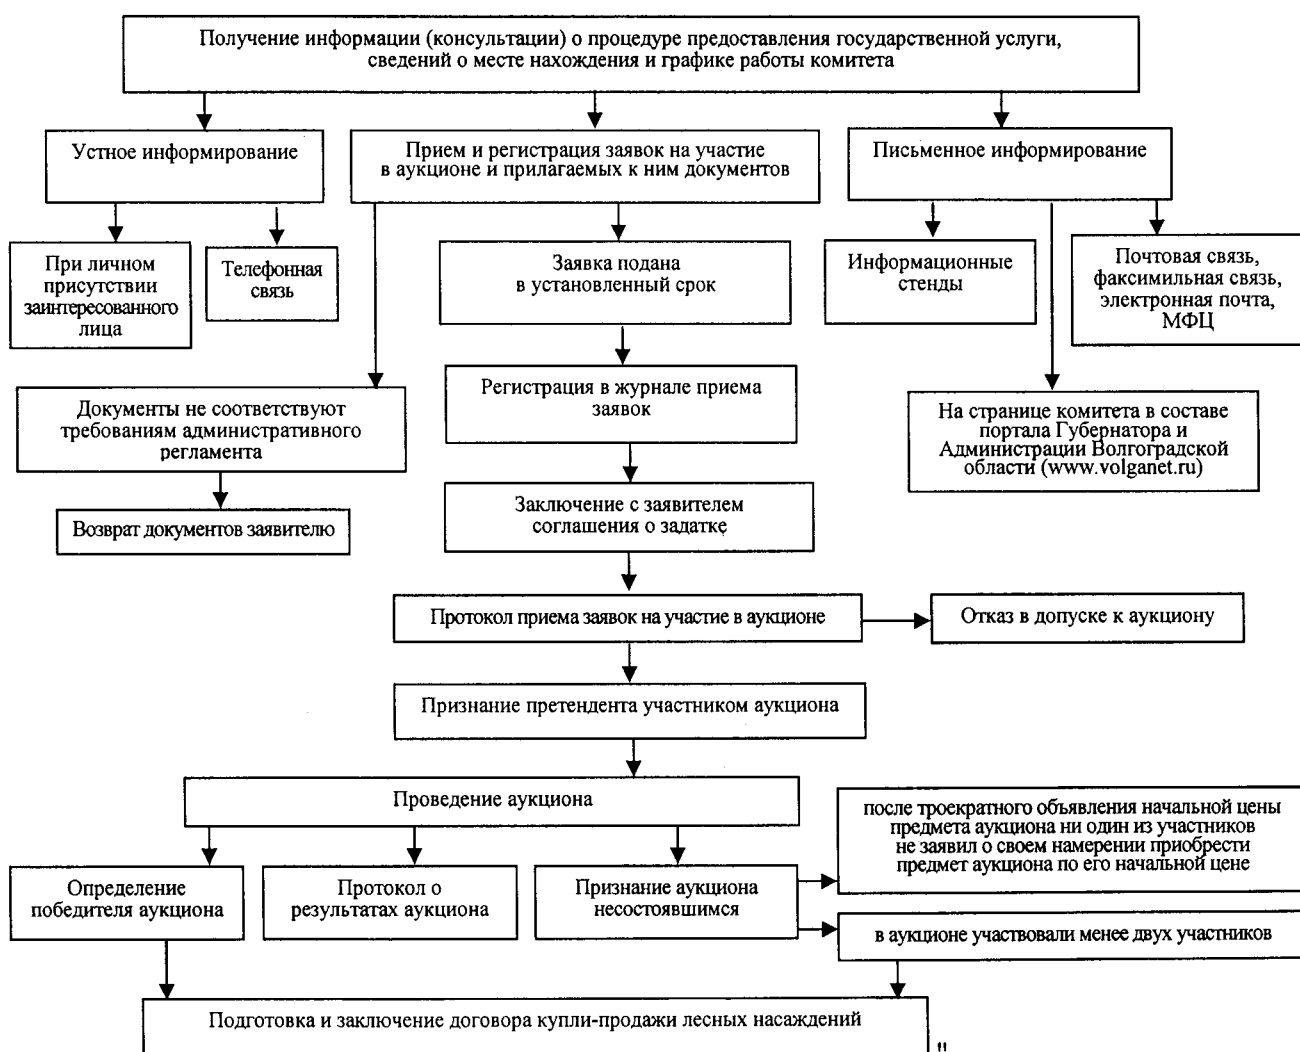 Получение информации (консультации) о процедуре предоставления государственной услуги,
сведений о месте нахождения и графике работы комитета
Устное информирование
Прием и регистрация заявок на участие
в аукционе и прилагаемых к ним документов
Письменное информирование
При личном
присутствии
заинтересованного
лица
Телефонная
связь
Заявка подана
в установленный срок
Информационные
стенды
Почтовая связь,
факсимильная связь,
электронная почта,
МФЦ
Документы не соответствуют
требованиям административного
регламента
Регистрация в журнале приема
заявок
На странице комитета в составе
портала Губернатора и
Администрации Волгоградской
области (www.volganet.ru)
Возврат документов заявителю
Заключение с заявителем
соглашения о задатке
Протокол приема заявок на участие в аукционе
Отказ в допуске к аукциону
Признание претендента участником аукциона
Проведение аукциона
после троекратного объявления начальной цены
предмета аукциона ни один из участников
не заявил о своем намерении приобрести
предмет аукциона по его начальной цене
Определение
победителя аукциона
Протокол о
результатах аукциона
Признание аукциона
несостоявшимся
в аукционе участвовали менее двух участников
Подготовка и заключение договора купли-продажи лесных насаждений
"